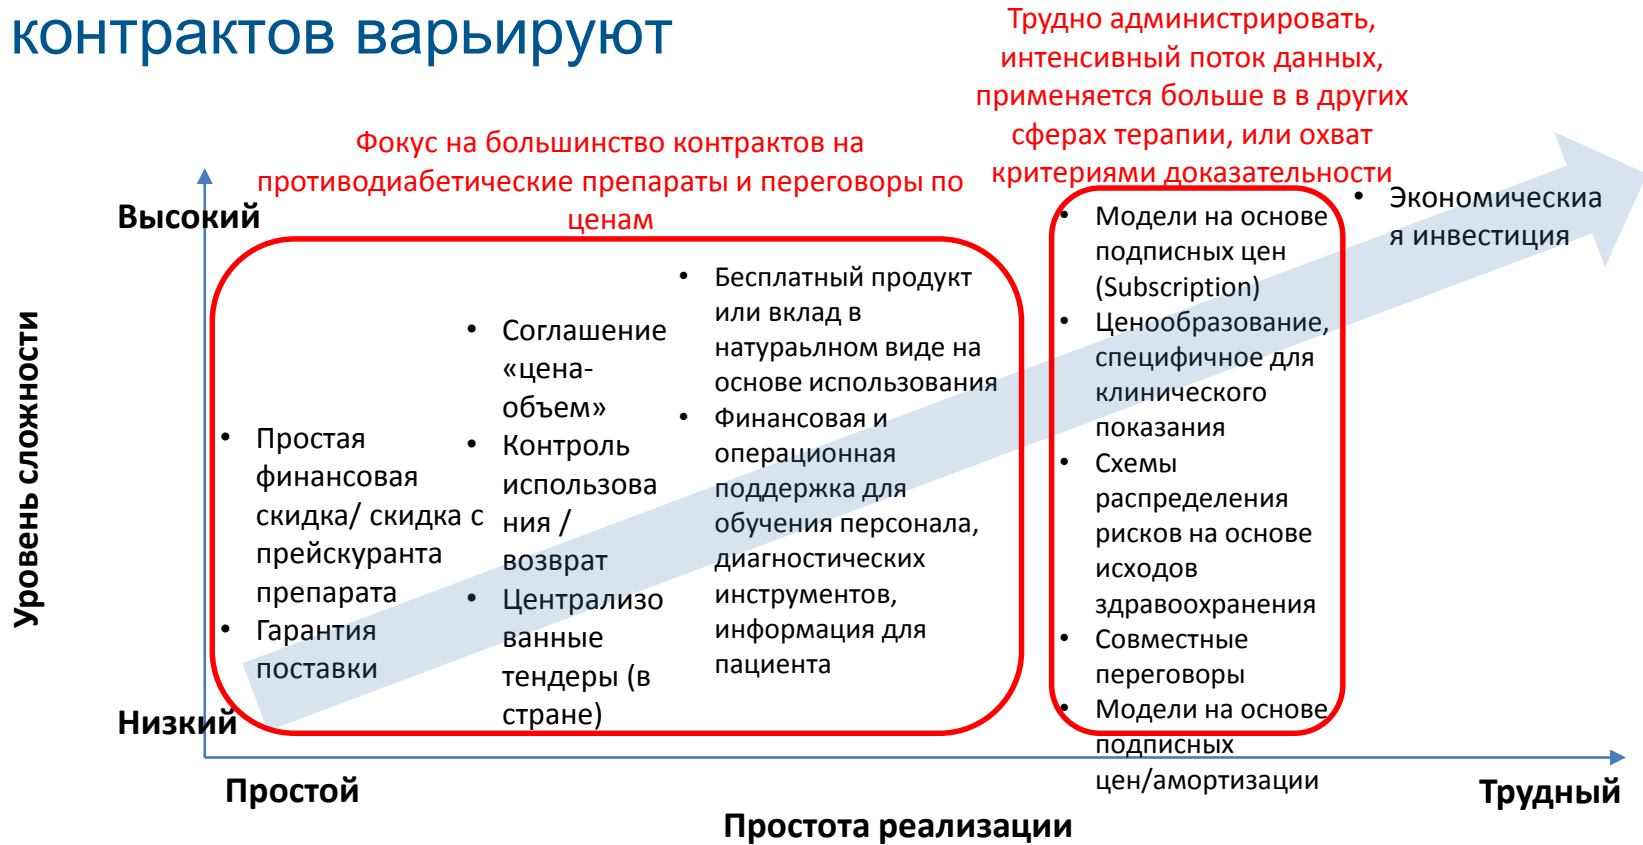 контрактов варьируют
Трудно администрировать,
интенсивный поток данных,
применяется больше в в других
сферах терапии, или охват
критериями доказательности
Фокус на большинство контрактов на
противодиабетические препараты и переговоры по
ценам
Высокий
Уровень сложности
Низкий
• Простая
финансовая
скидка/ скидка с
прейскуранта
препарата
• Гарантия
поставки
• Соглашение
«цена-
объем»
• Контроль
использова
ния /
возврат
• Централизо
ванные
тендеры (в
стране)
• Бесплатный продукт
или вклад в
натураьлном виде на
основе использования
• Финансовая и
операционная
поддержка для
обучения персонала,
диагностических
инструментов,
информация для
пациента
• Модели на основе
подписных цен
(Subscription)
• Ценообразование,
специфичное для
клинического
показания
• Схемы
распределения
рисков на основе
исходов
здравоохранения
• Совместные
переговоры
• Модели на основе
подписных
цен/амортизации
• Экономическиа
я инвестиция
Простой
Трудный
Простота реализации